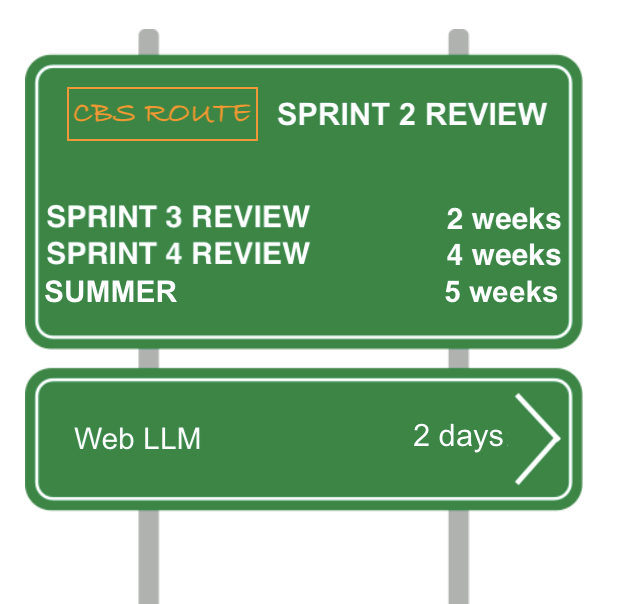 CBS ROUTE SPRINT 2 REVIEW
SPRINT 3 REVIEW 2 weeks
SPRINT 4 REVIEW 4 weeks
SUMMER 5 weeks
Web LLM 2 days